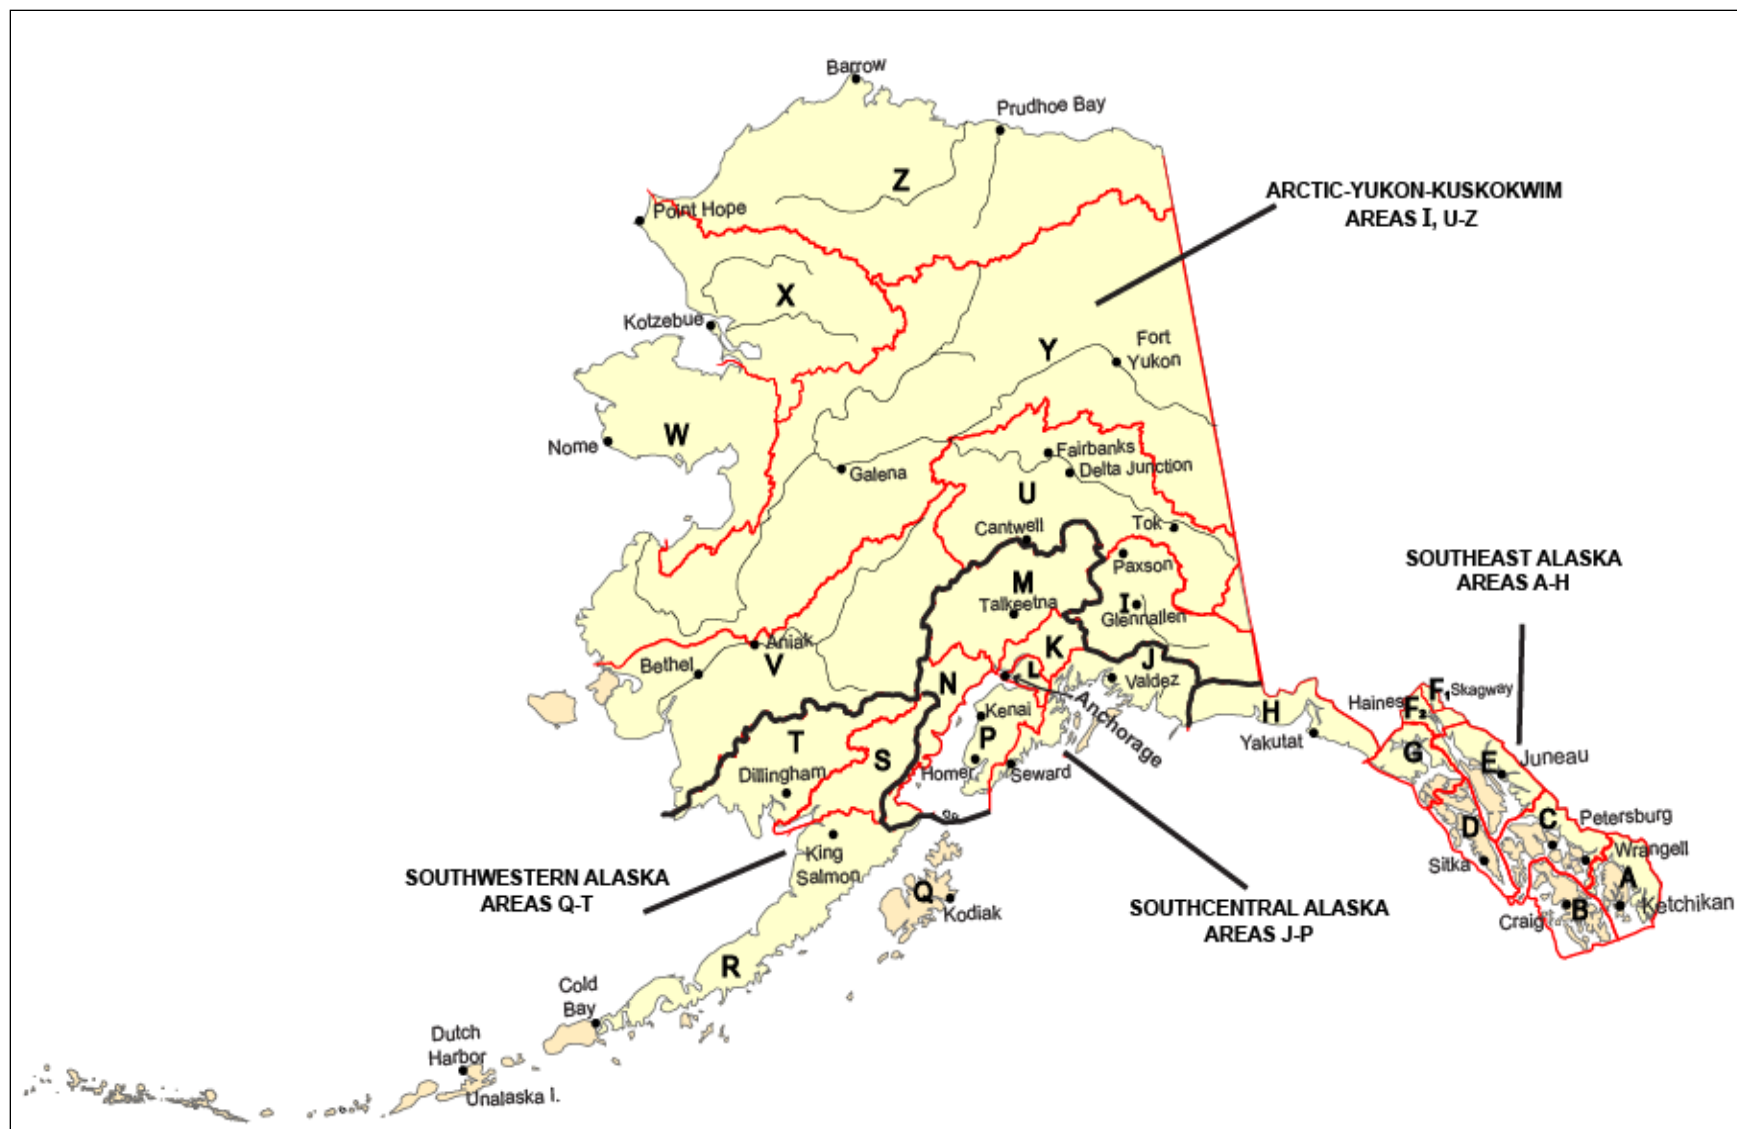 Barrow
Prudhoe Bay
Z
ARCTIC-YUKON-KUSKOKWIM
AREAS I, U-Z
Point Hope
X
Kotzebue
Y
Fort
Yukon
W
Nome
Fairbanks
Galena
Delta Junction
U
Cantwell
Tok
Paxson
SOUTHEAST ALASKA
AREAS A-H
M
Talkeetna
I
Glennallen
Aniak
K
Bethel
V
J
L
N
Valdez
Haines
F1
Skagway
F2
Anchorage
Kenai
H
Yakutat
T
P
G
S
E
Juneau
Dillingham
Homer
Seward
C
Petersburg
D
King
Salmon
Sitka
Wrangell
SOUTHWESTERN ALASKA
AREAS Q-T
A
Q
Kodiak
SOUTHCENTRAL ALASKA
AREAS J-P
B
Craig
Ketchikan
R
Cold
Bay
Dutch
Harbor
Unalaska I.